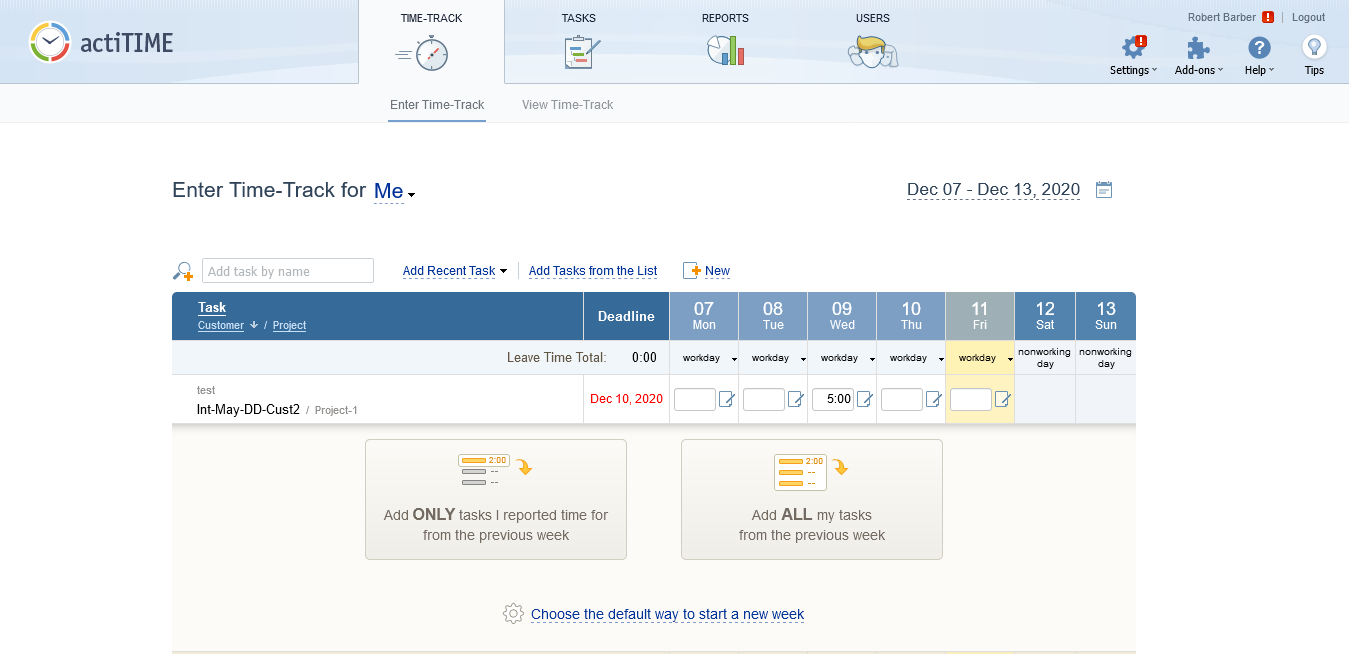 TIME-TRACK TASKS REPORTS USERS
Robert Barber ! | Logout
actiTIME
Settings Add-ons Help Tips
Enter Time-Track View Time-Track
Enter Time-Track for Me
Dec 07 - Dec 13, 2020
Add task by name Add Recent Task Add Tasks from the List New
Task
Customer / Project
Deadline
07 Mon
08 Tue
09 Wed
10 Thu
11 Fri
12 Sat
13 Sun
Leave Time Total: 0:00 workday workday workday workday workday nonworking day nonworking day
test
Int-May-DD-Cust2 / Project-1
Dec 10, 2020 5:00
2:00
--
--
Add ONLY tasks I reported time for
from the previous week
2:00
--
--
Add ALL my tasks
from the previous week
Choose the default way to start a new week